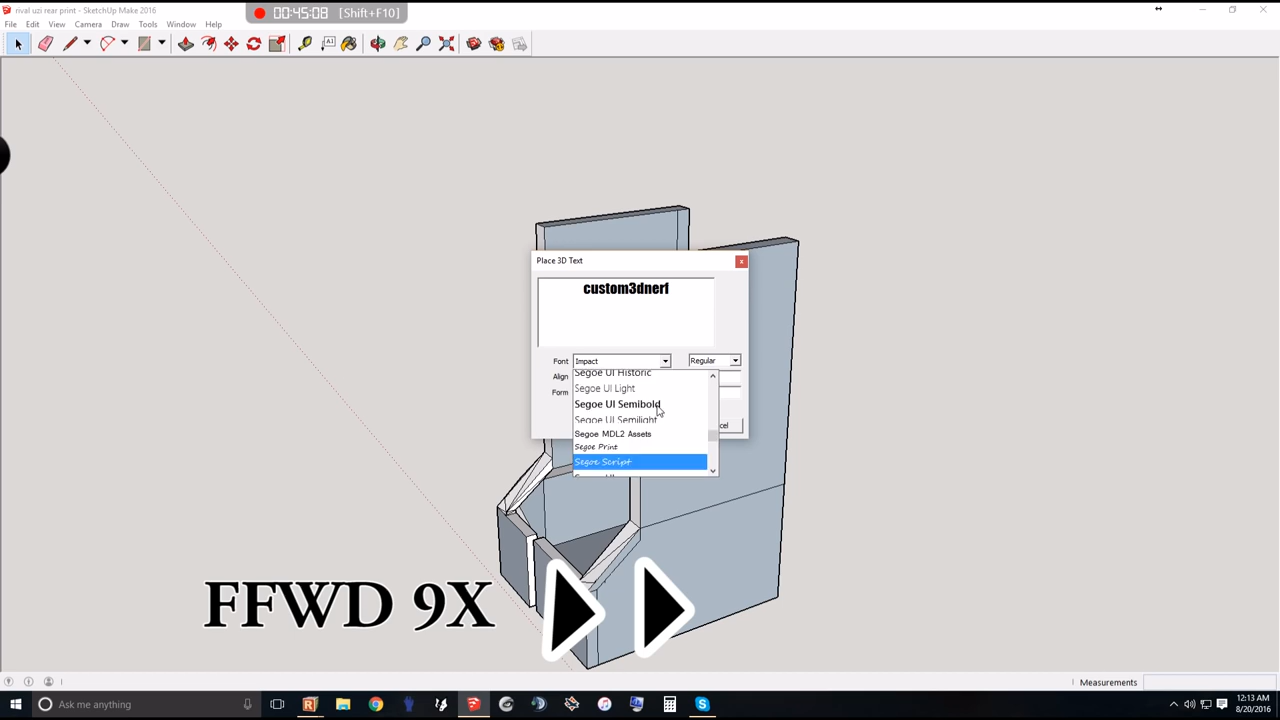 rival uzi rear print - SketchUp Make 2016
00:45:08 [Shift+F10]
File Edit View Camera Draw Tools Window Help
Place 3D Text
custom3dnerf
Font Impact Regular
Align
Form
Segoe UI Historic
Segoe UI Light
Segoe UI Semibold
Segoe UI Semilight
Segoe MDL2 Assets
Segoe Print
Segoe Script
FFWD 9X
Measurements
Ask me anything
12:13 AM
8/20/2016